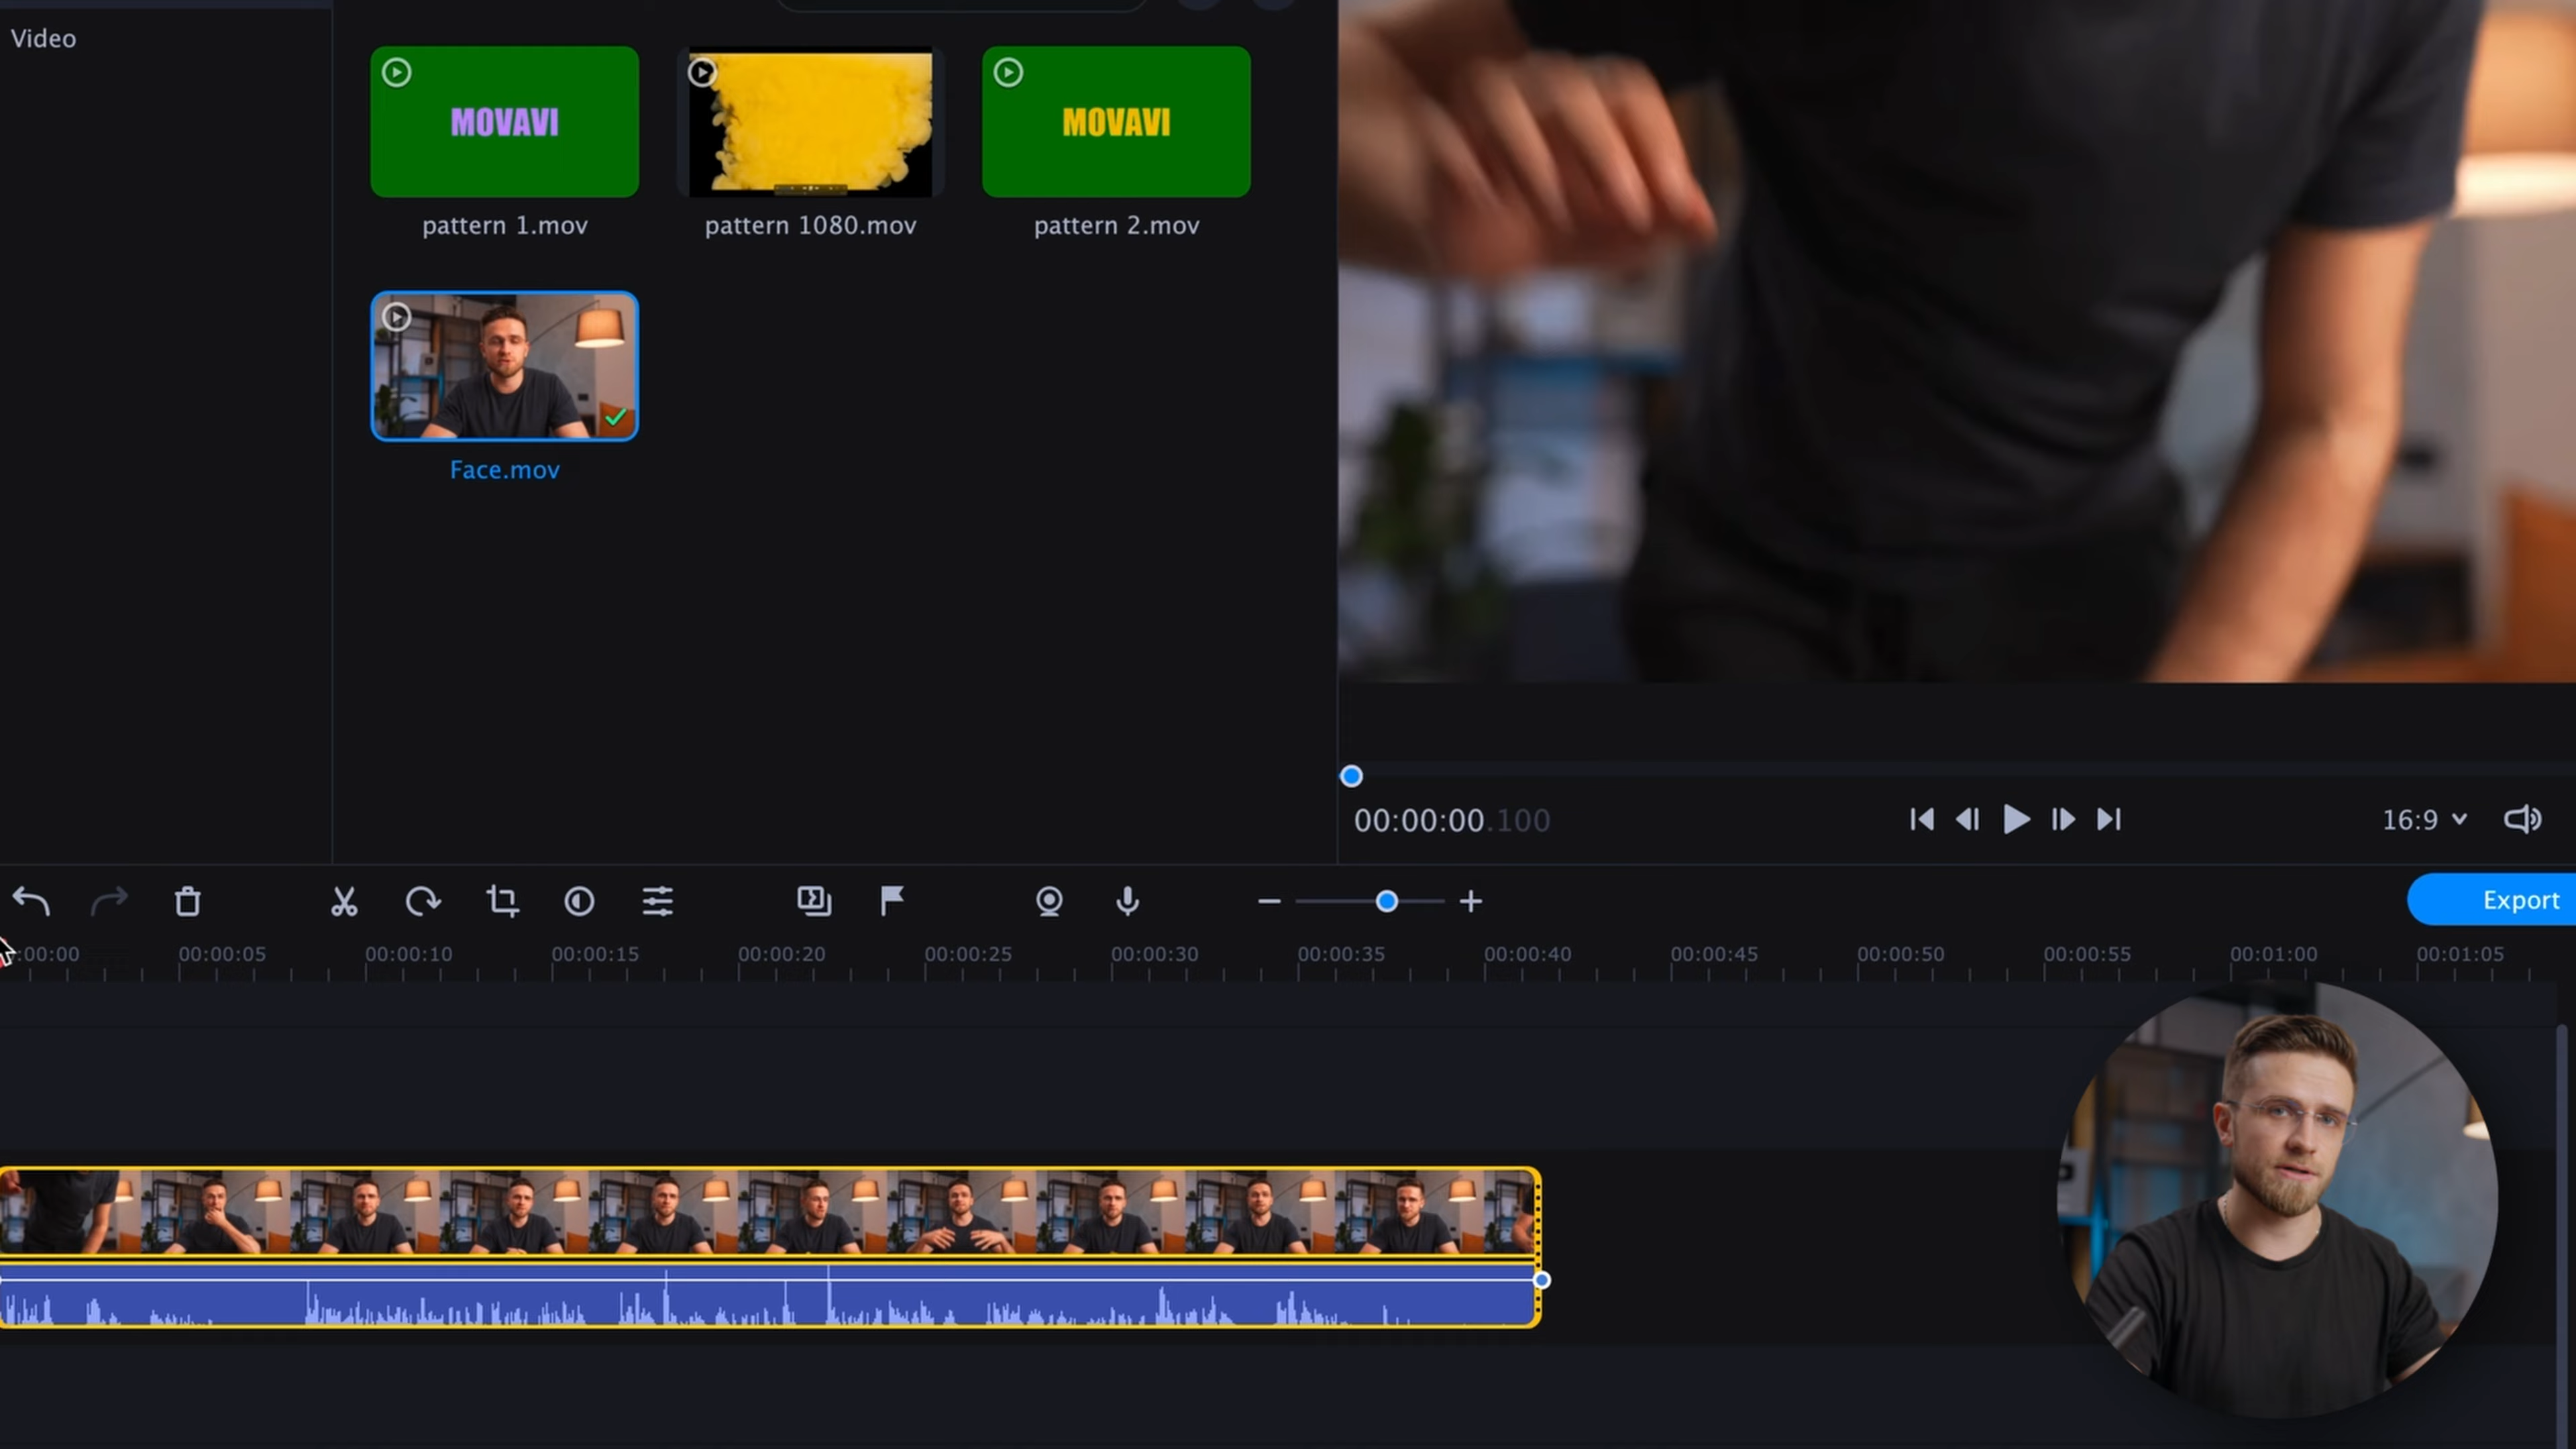 Video
MOVAVI
MOVAVI
pattern 1.mov
pattern 1080.mov
pattern 2.mov
Face.mov
00:00:00.100
16:9
Export
:00:00
00:00:05
00:00:10
00:00:15
00:00:20
00:00:25
00:00:30
00:00:35
00:00:40
00:00:45
00:00:50
00:00:55
00:01:00
00:01:05